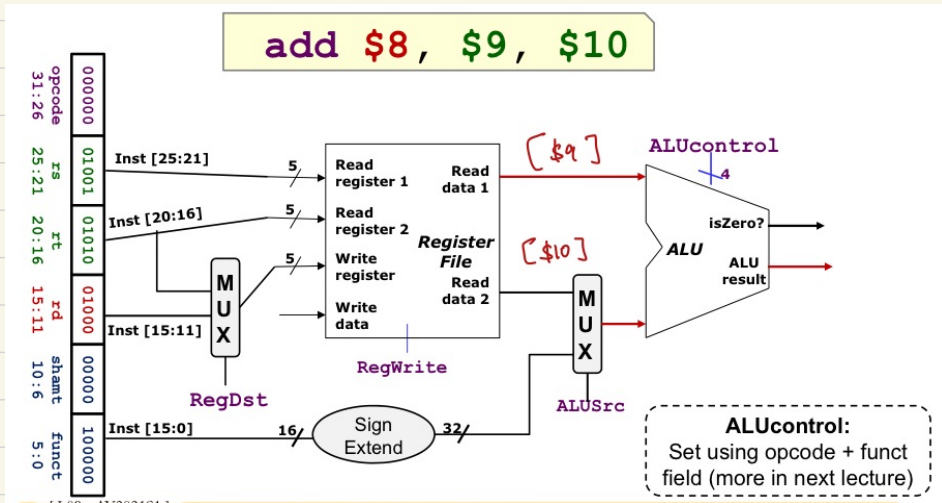 add $8, $9, $10
opcode
31:26
000000
rs
25:21
01001
rt
20:16
01010
rd
15:11
01000
shamt
10:6
00000
funct
5:0
100000
Inst [25:21]
Inst [20:16]
Inst [15:11]
Inst [15:0]
MUX
RegDst
5
5
5
Read
register 1
Read
register 2
Write
register
Write
data
Read
data 1
Register
File
Read
data 2
RegWrite
16
Sign
Extend
32
[$9]
[$10]
MUX
ALUSrc
ALUcontrol
4
ALU
isZero?
ALU
result
ALUcontrol:
Set using opcode + funct
field (more in next lecture)